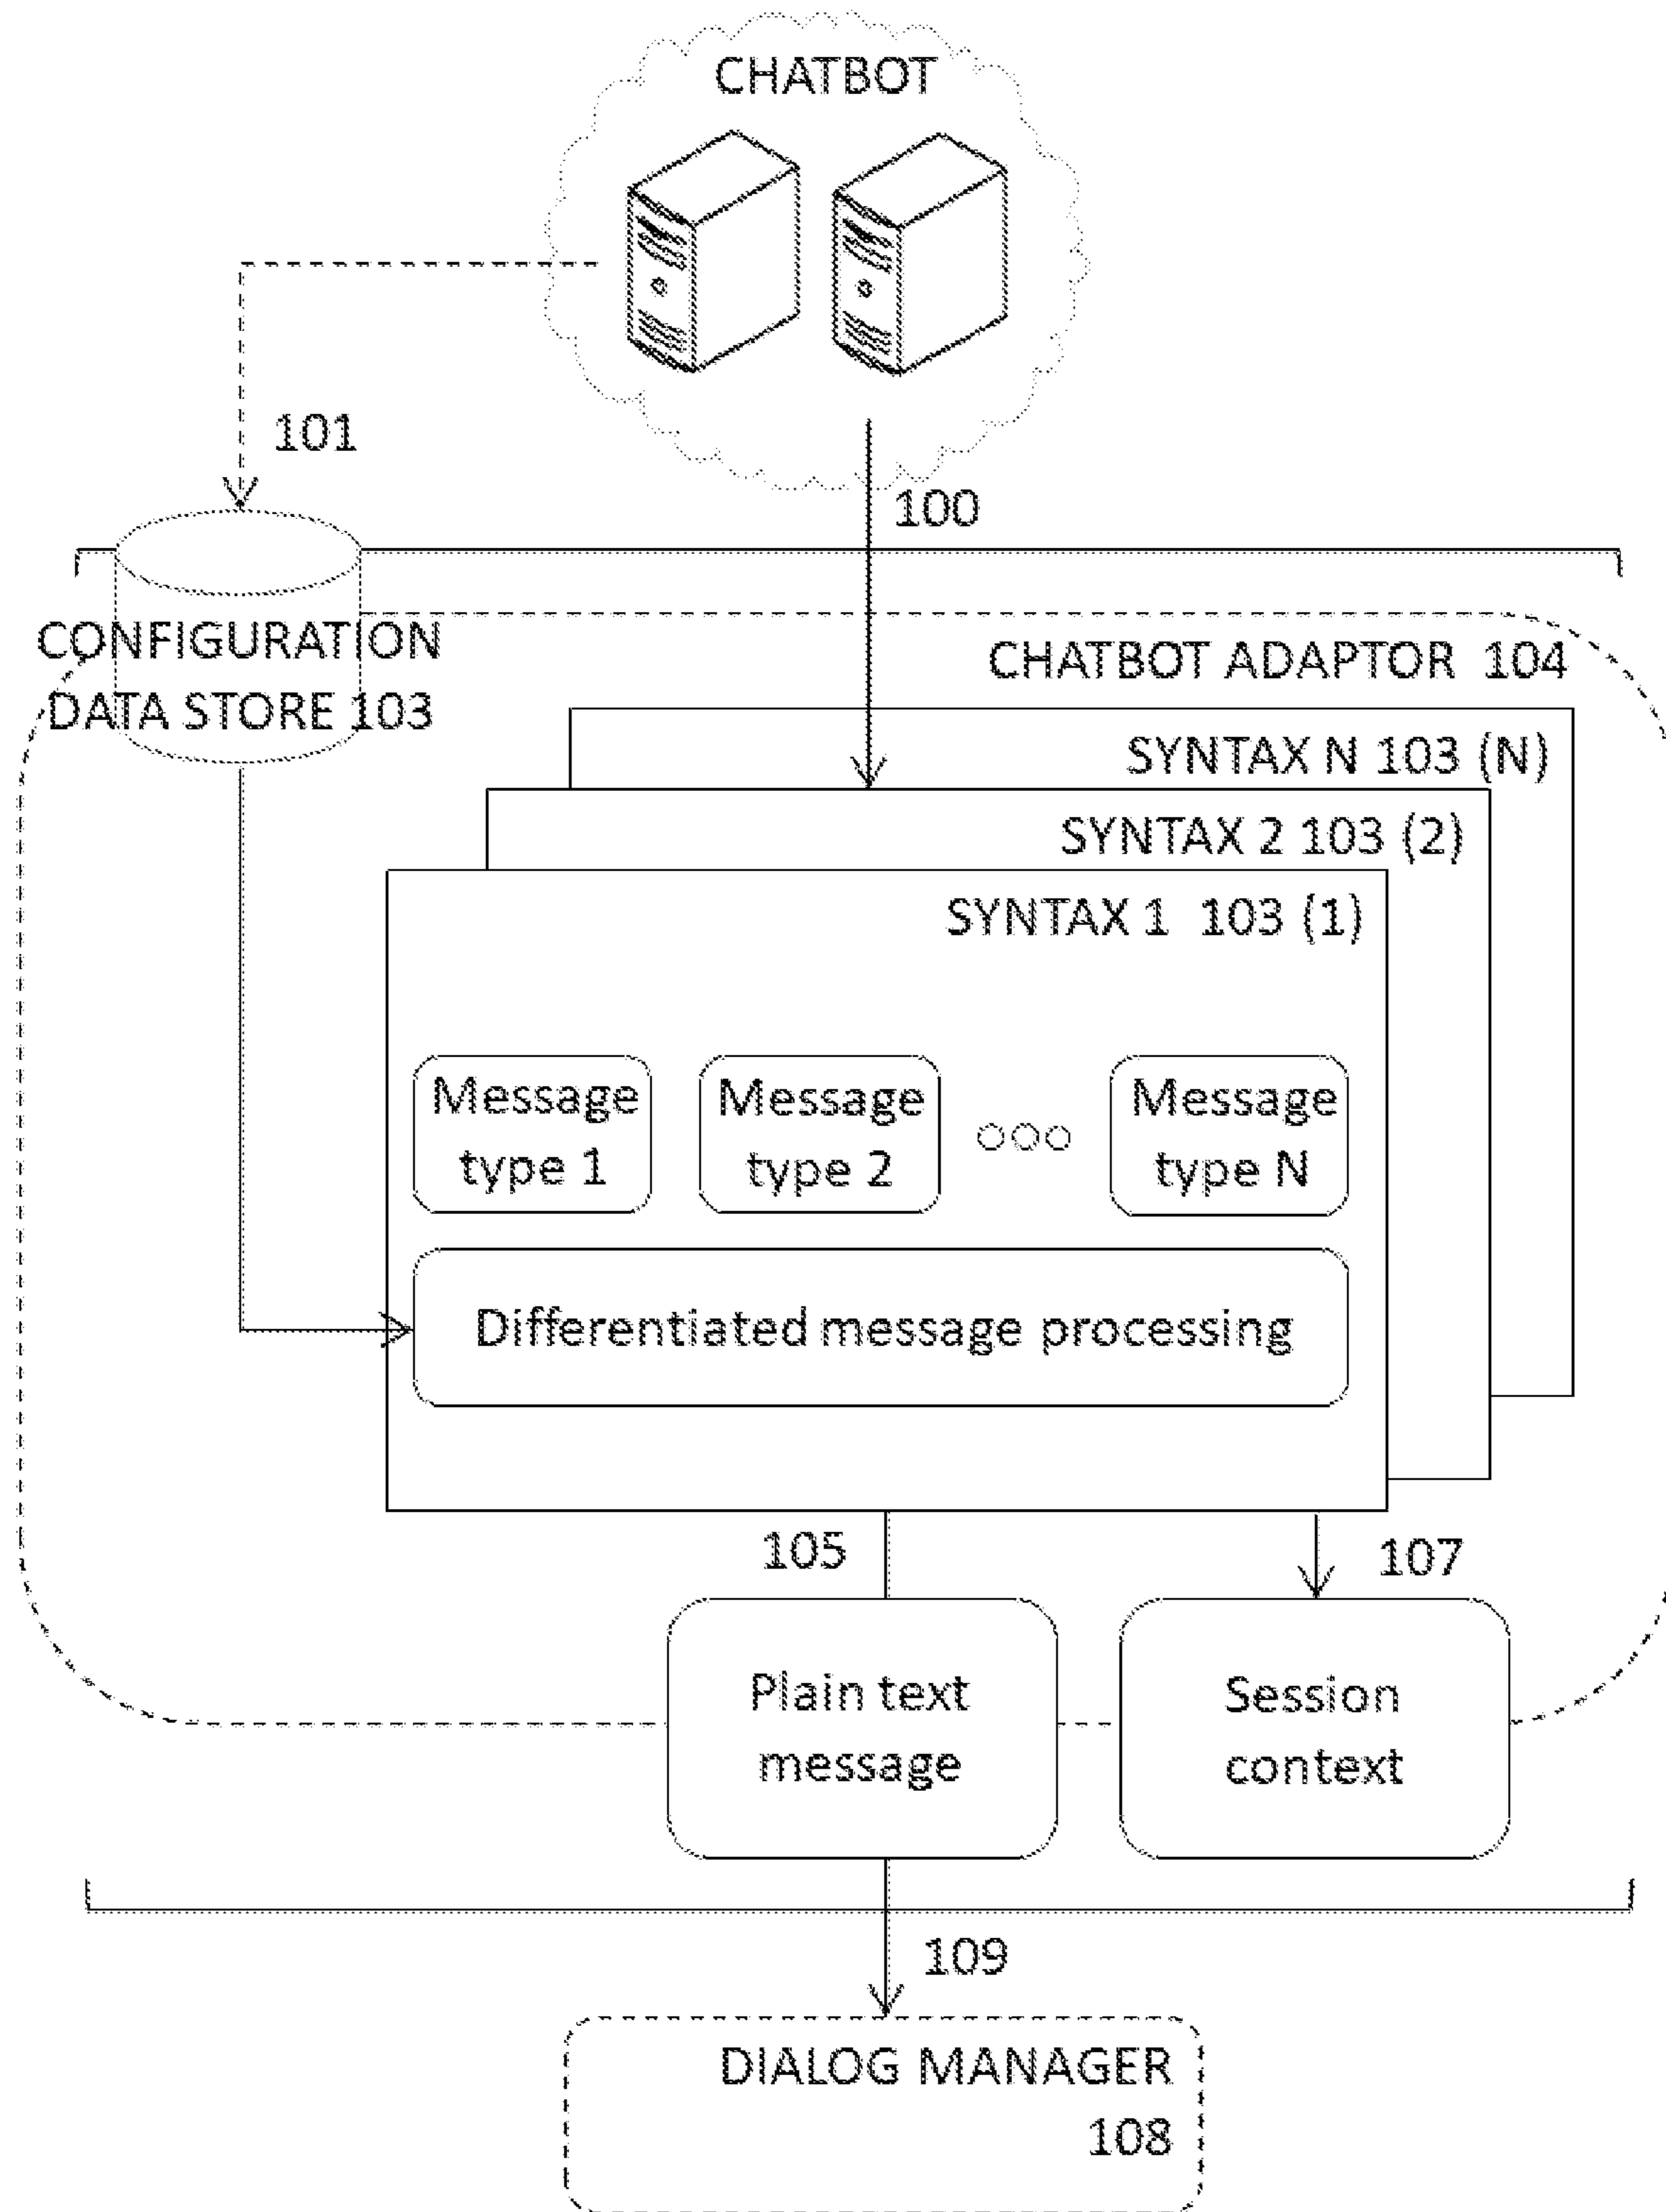 CHATBOT
101
100
CONFIGURATION
DATA STORE 103
CHATBOT ADAPTOR 104
SYNTAX N 103 (N)
SYNTAX 2 103 (2)
SYNTAX 1 103 (1)
Message
type 1
Message
type 2
Message
type N
Differentiated message processing
105
107
Plain text
message
Session
context
109
DIALOG MANAGER
108